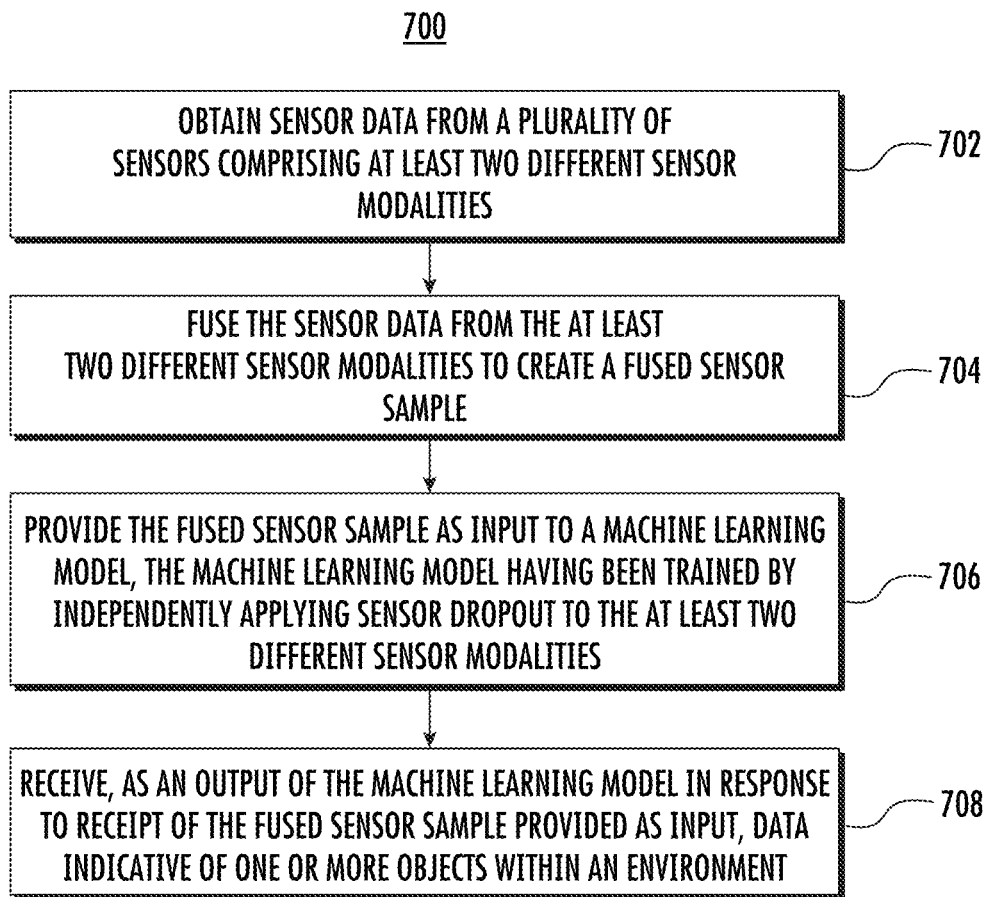 700
OBTAIN SENSOR DATA FROM A PLURALITY OF
SENSORS COMPRISING AT LEAST TWO DIFFERENT SENSOR
MODALITIES
702
FUSE THE SENSOR DATA FROM THE AT LEAST
TWO DIFFERENT SENSOR MODALITIES TO CREATE A FUSED SENSOR
SAMPLE
704
PROVIDE THE FUSED SENSOR SAMPLE AS INPUT TO A MACHINE LEARNING
MODEL, THE MACHINE LEARNING MODEL HAVING BEEN TRAINED BY
INDEPENDENTLY APPLYING SENSOR DROPOUT TO THE AT LEAST TWO
DIFFERENT SENSOR MODALITIES
706
RECEIVE, AS AN OUTPUT OF THE MACHINE LEARNING MODEL IN RESPONSE
TO RECEIPT OF THE FUSED SENSOR SAMPLE PROVIDED AS INPUT, DATA
INDICATIVE OF ONE OR MORE OBJECTS WITHIN AN ENVIRONMENT
708